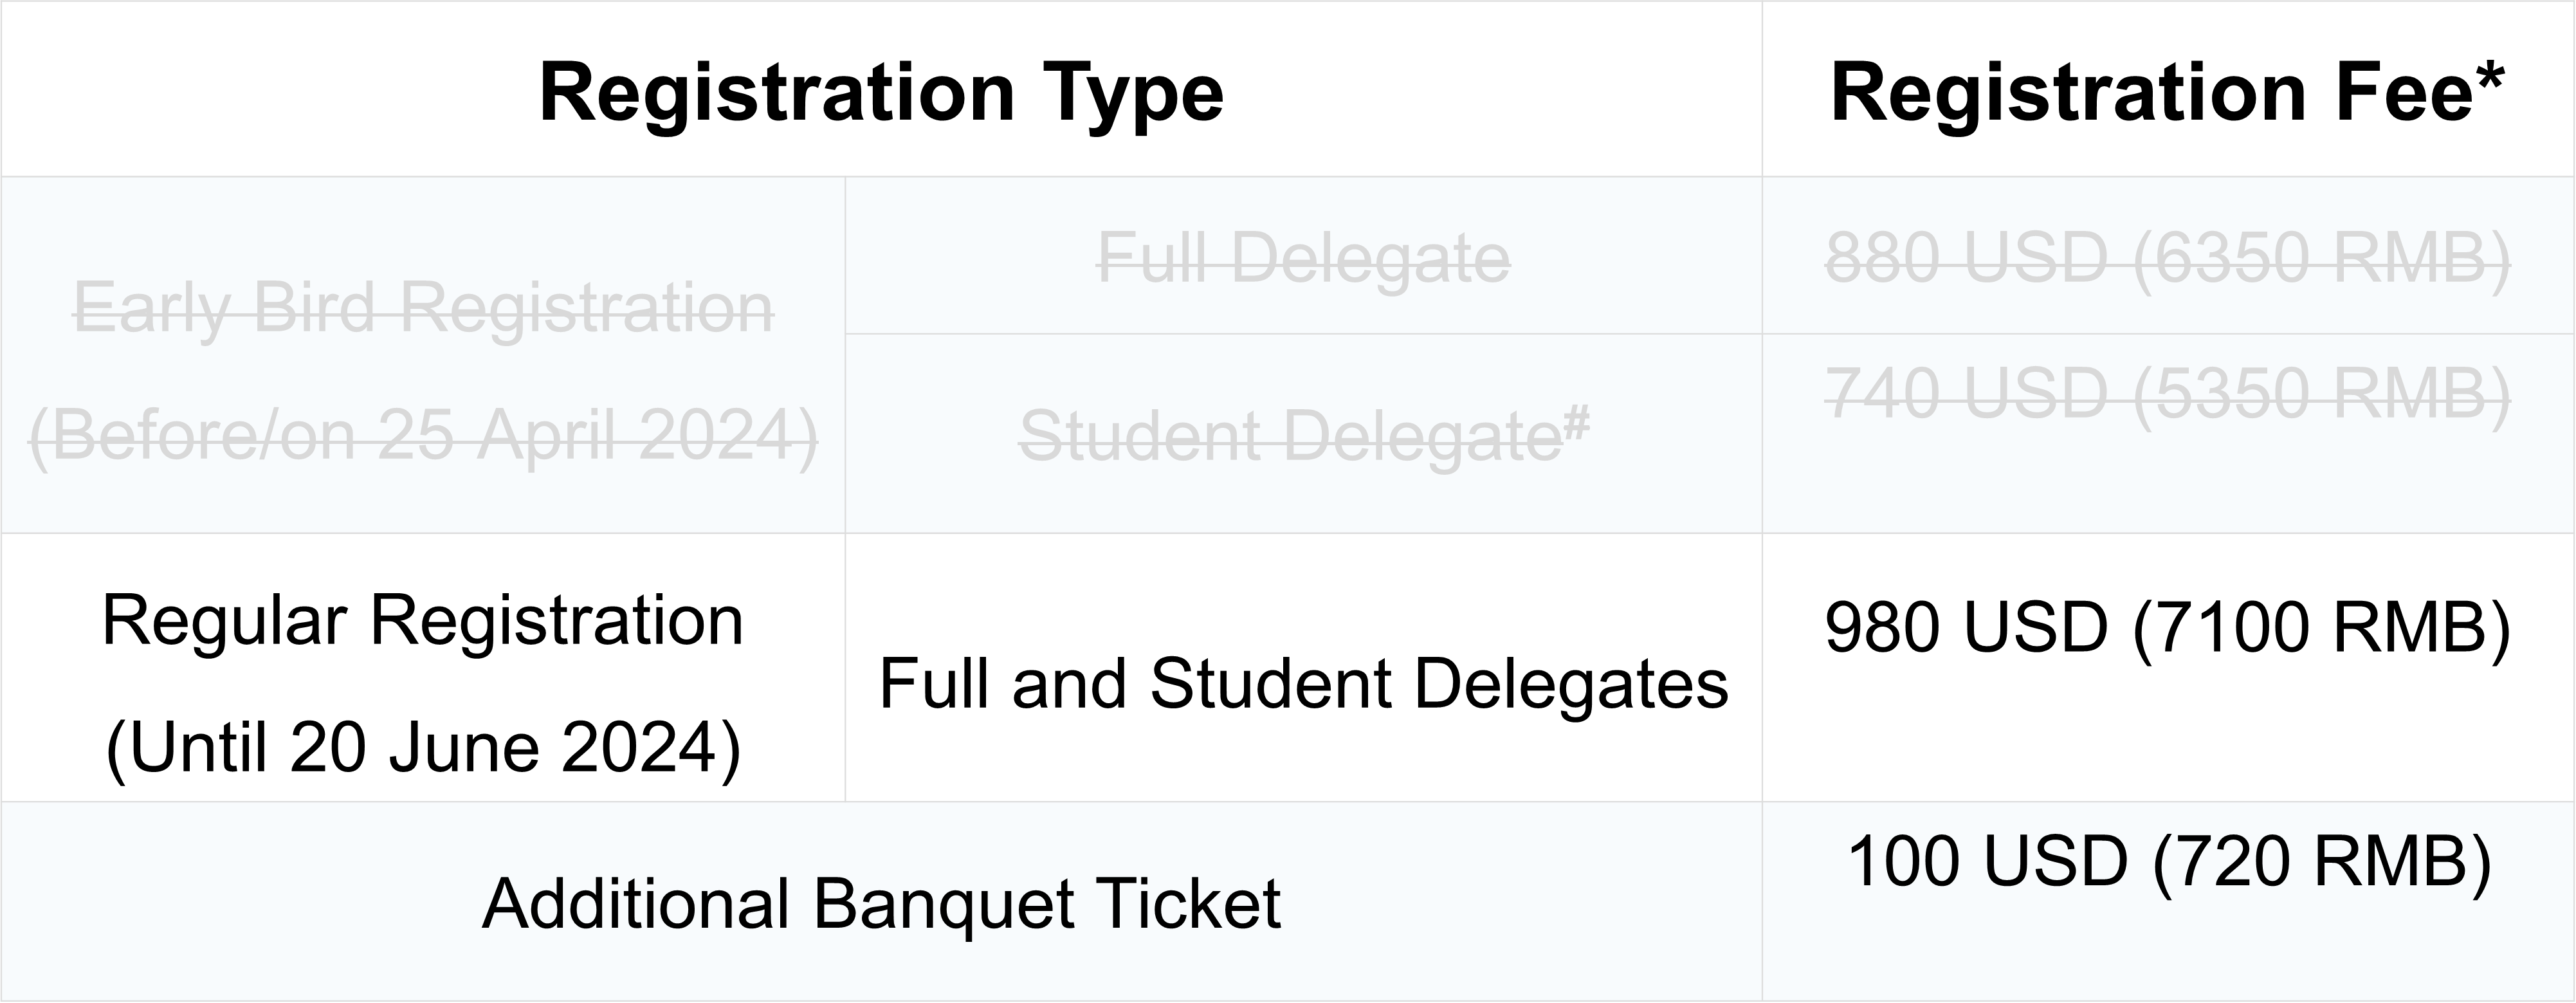 Registration Type
Registration Fee*
Early Bird Registration
(Before/on 25 April 2024)
Full Delegate
880 USD (6350 RMB)
Student Delegate#
740 USD (5350 RMB)
Regular Registration
(Until 20 June 2024)
Full and Student Delegates
980 USD (7100 RMB)
Additional Banquet Ticket
100 USD (720 RMB)